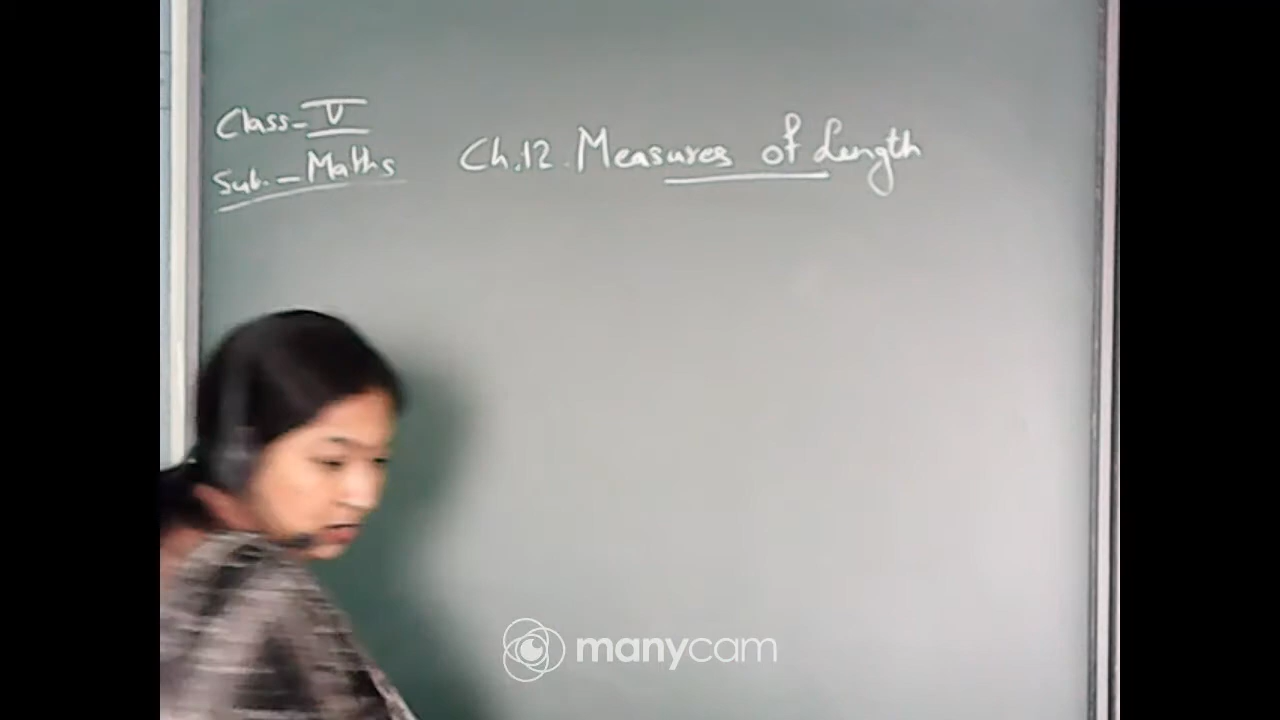 Class - V
Sub. - Maths
Ch.12. Measures of Length
manycam